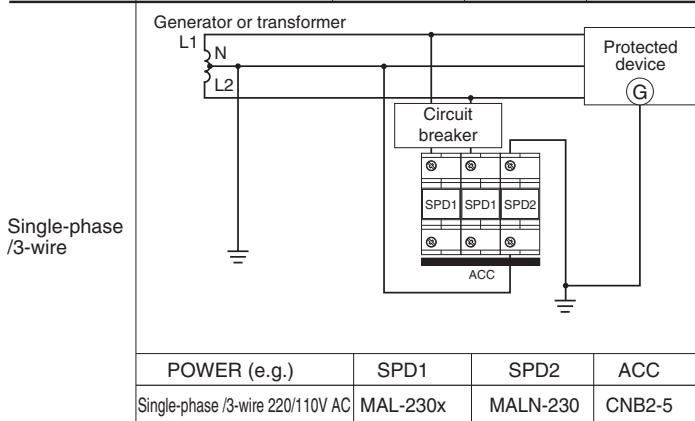 Generator or transformer
L1
N
L2
Protected
device
G
Circuit
breaker
SPD1 SPD1 SPD2
ACC
Single-phase
/3-wire
POWER (e.g.) SPD1 SPD2 ACC
Single-phase /3-wire 220/110V AC MAL-230x MALN-230 CNB2-5